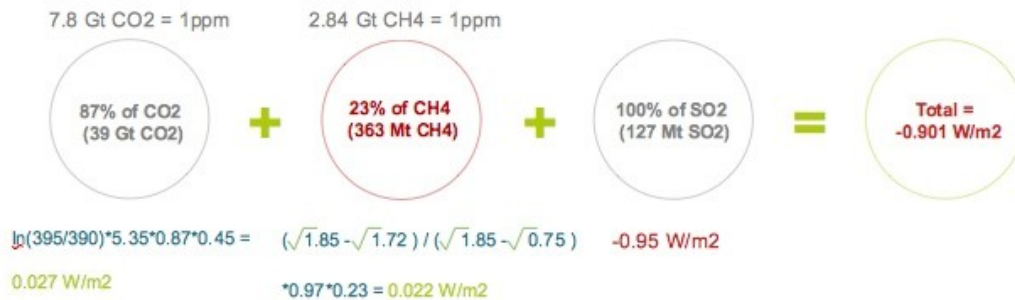 7.8 Gt CO2 = 1ppm
2.84 Gt CH4 = 1ppm
87% of CO2
(39 Gt CO2)
+
23% of CH4
(363 Mt CH4)
+
100% of SO2
(127 Mt SO2)
=
Total =
-0.901 W/m2
ln(395/390)*5.35*0.87*0.45 =
0.027 W/m2
(√1.85 - √1.72 ) / (√1.85 - √0.75 )
*0.97*0.23 = 0.022 W/m2
-0.95 W/m2